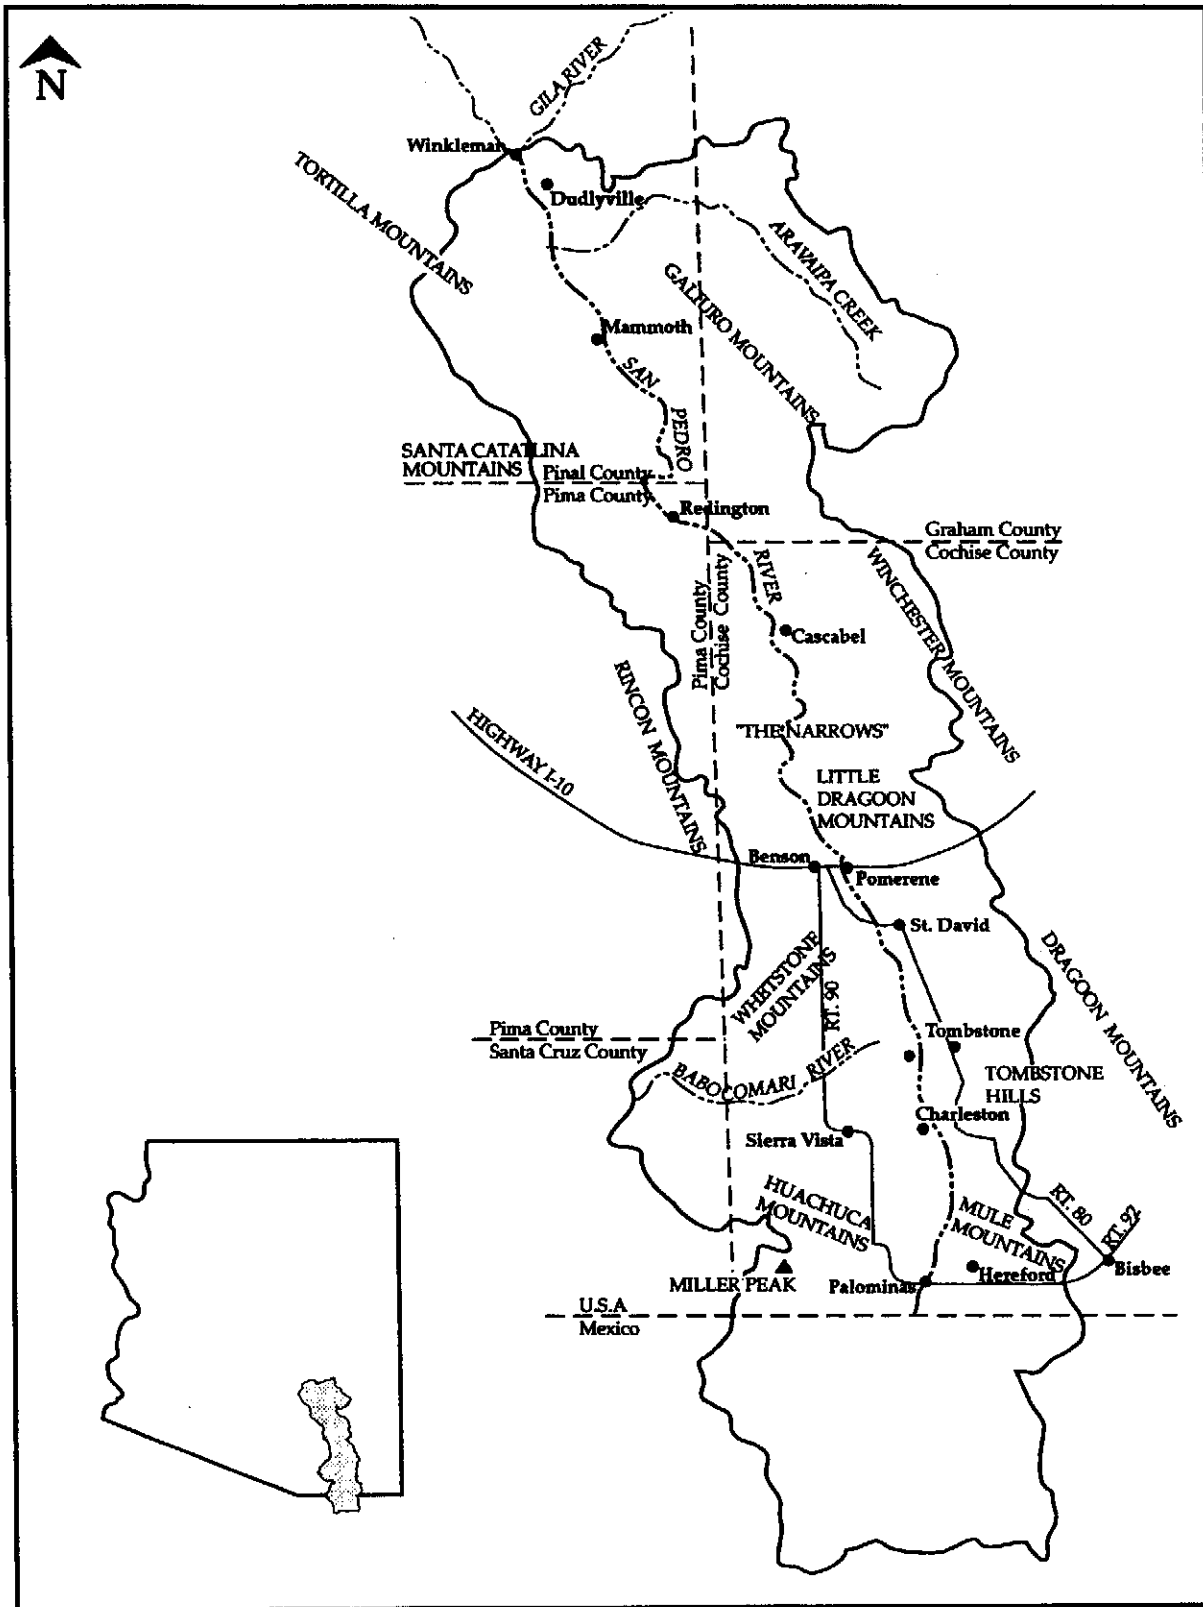 N
GILA RIVER
Winkleman
TORTILLA MOUNTAINS
Dudlyville
ARAVAIPA CREEK
GALIURO MOUNTAINS
Mammoth
SAN
PEDRO
SANTA CATATLINA
MOUNTAINS
Pinal County
Pima County
Redington
Graham County
Cochise County
RIVER
WINCHESTER MOUNTAINS
Pima County
Cochise County
Cascabel
RINCON MOUNTAINS
HIGHWAY I-10
"THE NARROWS"
LITTLE
DRAGOON
MOUNTAINS
Benson
Pomerene
St. David
DRAGOON MOUNTAINS
WHETSTONE
MOUNTAINS
RT. 90
Pima County
Santa Cruz County
Tombstone
BABOCOMARI RIVER
TOMBSTONE
HILLS
Charleston
Sierra Vista
HUACHUCA
MOUNTAINS
MULE
MOUNTAINS
RT. 80
RT. 92
Hereford
Bisbee
MILLER PEAK
Palominas
U.S.A
Mexico